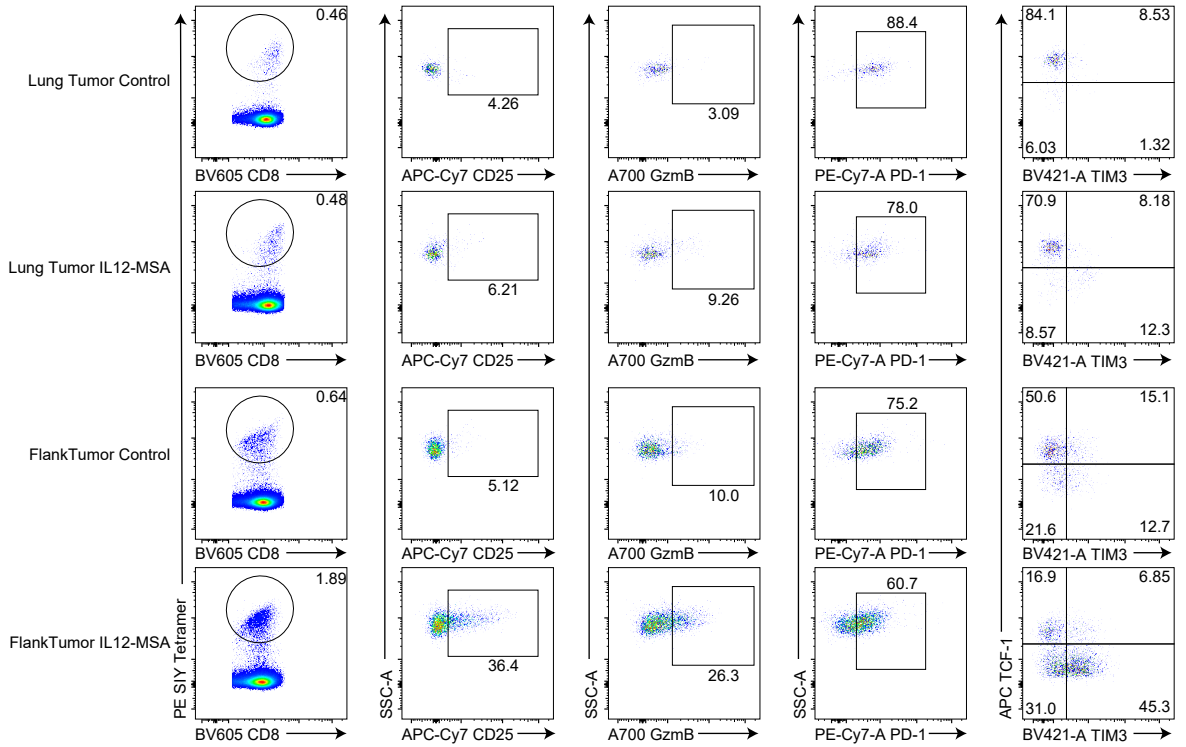 Lung Tumor Control
0.46
4.26
3.09
88.4
84.1 8.53
6.03 1.32
BV605 CD8
APC-Cy7 CD25
A700 GzmB
PE-Cy7-A PD-1
BV421-A TIM3
Lung Tumor IL12-MSA
0.48
6.21
9.26
78.0
70.9 8.18
8.57 12.3
BV605 CD8
APC-Cy7 CD25
A700 GzmB
PE-Cy7-A PD-1
BV421-A TIM3
FlankTumor Control
0.64
5.12
10.0
75.2
50.6 15.1
21.6 12.7
BV605 CD8
APC-Cy7 CD25
A700 GzmB
PE-Cy7-A PD-1
BV421-A TIM3
FlankTumor IL12-MSA
1.89
36.4
26.3
60.7
16.9 6.85
31.0 45.3
BV605 CD8
APC-Cy7 CD25
A700 GzmB
PE-Cy7-A PD-1
BV421-A TIM3
PE SIY Tetramer
SSC-A
SSC-A
SSC-A
APC TCF-1